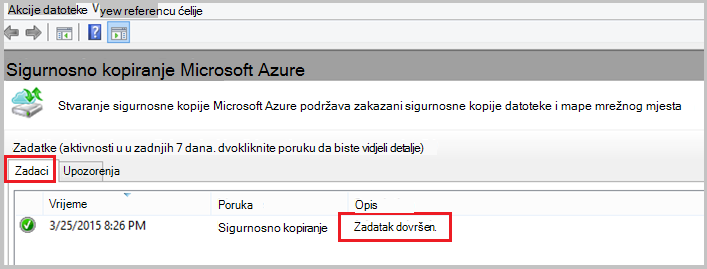 Akcije datoteke Vyew referencu ćelije
?
Sigurnosno kopiranje Microsoft Azure
Stvaranje sigurnosne kopije Microsoft Azure podržava zakazani sigurnosne kopije datoteke i mape mrežnog mjesta
Zadatke (aktivnosti u u zadnjih 7 dana. dvokliknite poruku da biste vidjeli detalje)
Zadaci Upozorenja
Vrijeme Poruka Opis
3/25/2015 8:26 PM Sigurnosno kopiranje Zadatak dovršen.